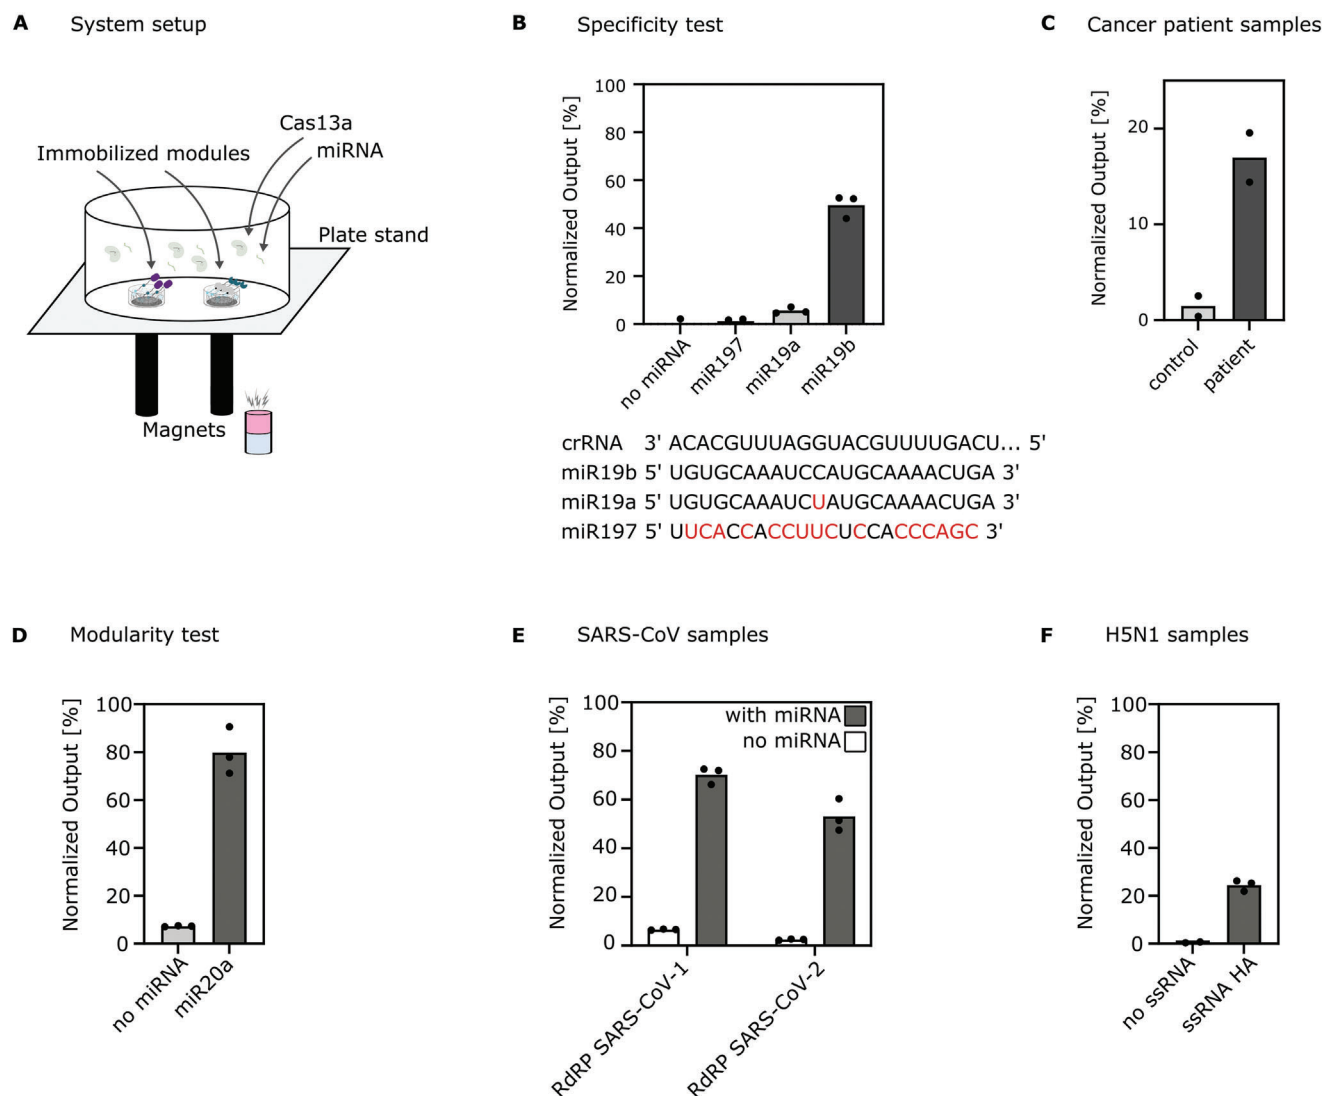 A System setup
Cas13a
miRNA
Immobilized modules
Plate stand
Magnets
B Specificity test
Normalized Output [%]
100
80
60
40
20
0
no miRNA
miR197
miR19a
miR19b
crRNA 3' ACACGUUUAGGUACGUUUUGACU... 5'
miR19b 5' UGUGCAAAUCCAUGCAAAACUGA 3'
miR19a 5' UGUGCAAAUCUAUGCAAAACUGA 3'
miR197 5' UUCACCACCUUCUCCACCCAGC 3'
C Cancer patient samples
Normalized Output [%]
20
10
0
control
patient
D Modularity test
Normalized Output [%]
100
80
60
40
20
0
no miRNA
miR20a
E SARS-CoV samples
Normalized Output [%]
100
80
60
40
20
0
with miRNA
no miRNA
RdRP SARS-CoV-1
RdRP SARS-CoV-2
F H5N1 samples
Normalized Output [%]
100
80
60
40
20
0
no ssRNA
ssRNA HA